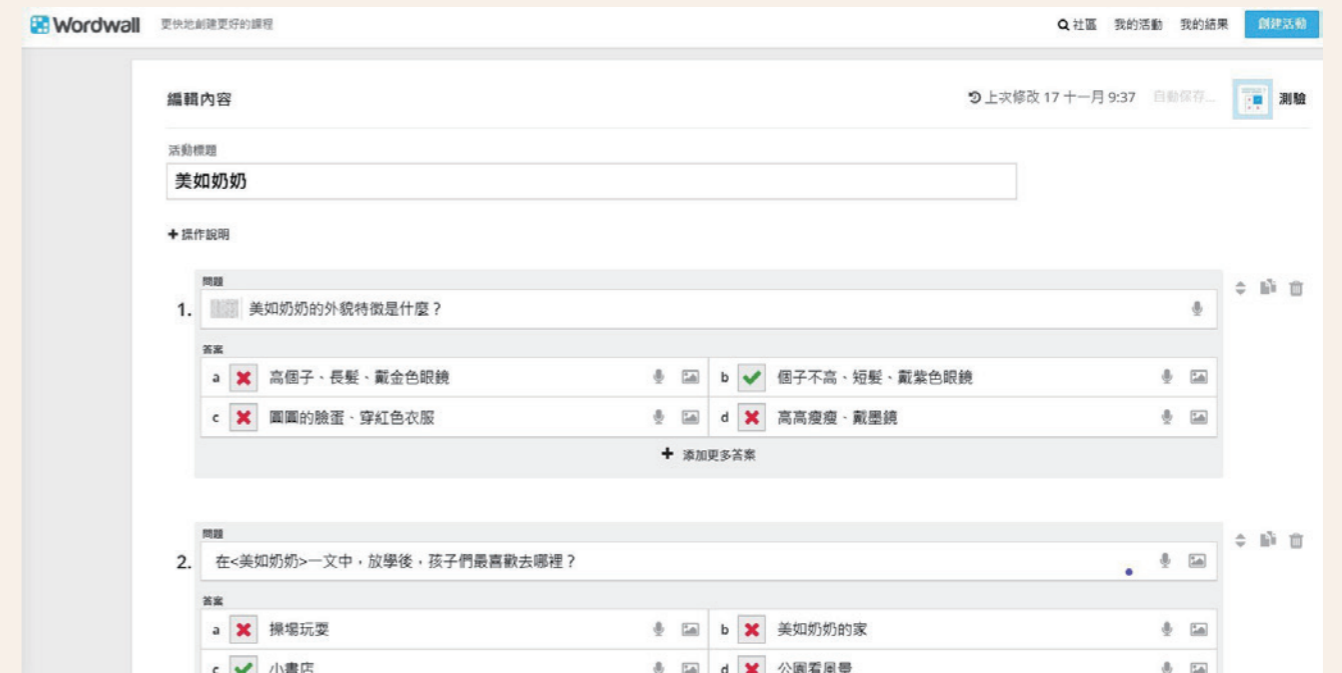 Wordwall 更快地創建更好的課程 社區 我的活動 我的結果 創建活動
編輯內容 上次修改 17 十一月 9:37 自動保存... 測驗
活動標題
美如奶奶
+ 操作說明
問題
1. 美如奶奶的外貌特徵是什麼？
答案
a 高個子、長髮、戴金色眼鏡 b 個子不高、短髮、戴紫色眼鏡
c 圓圓的臉蛋、穿紅色衣服 d 高高瘦瘦、戴墨鏡
+ 添加更多答案
問題
2. 在<美如奶奶>一文中，放學後，孩子們最喜歡去哪裡？
答案
a 操場玩耍 b 美如奶奶的家
c 小書店 d 公園看風景